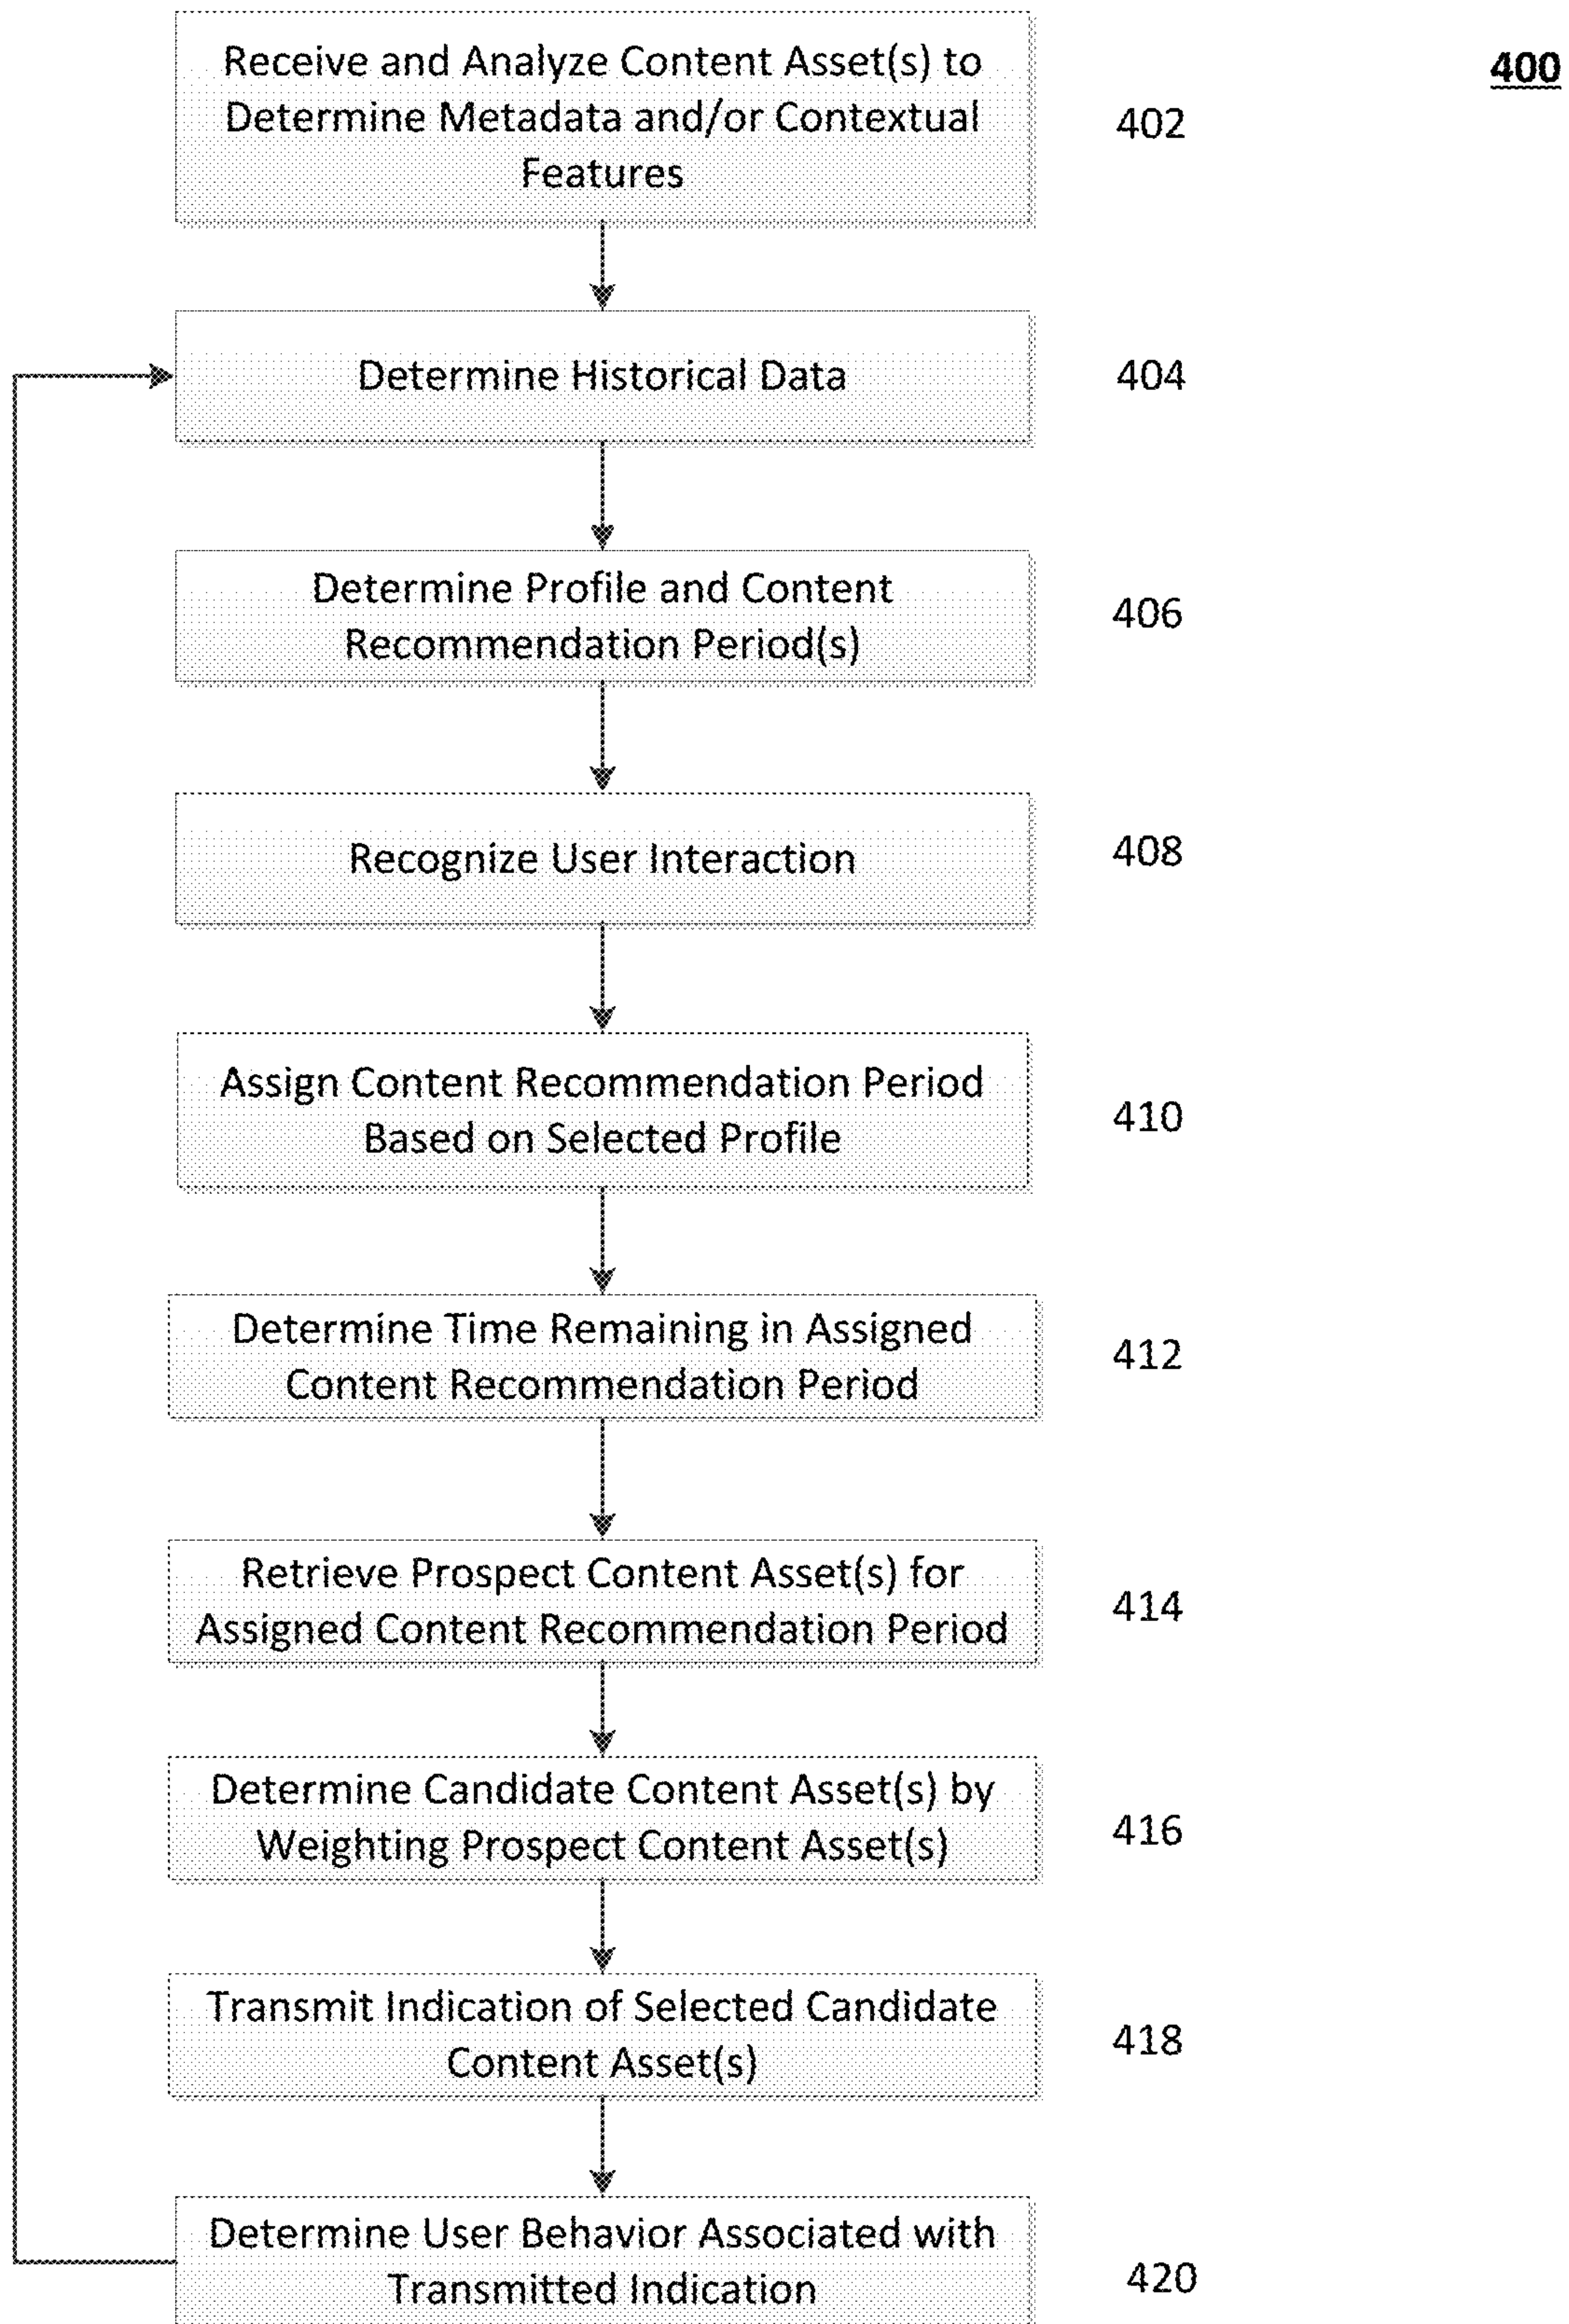 400
Receive and Analyze Content Asset(s) to
Determine Metadata and/or Contextual
Features
402
Determine Historical Data
404
Determine Profile and Content
Recommendation Period(s)
406
Recognize User Interaction
408
Assign Content Recommendation Period
Based on Selected Profile
410
Determine Time Remaining in Assigned
Content Recommendation Period
412
Retrieve Prospect Content Asset(s) for
Assigned Content Recommendation Period
414
Determine Candidate Content Asset(s) by
Weighting Prospect Content Asset(s)
416
Transmit Indication of Selected Candidate
Content Asset(s)
418
Determine User Behavior Associated with
Transmitted Indication
420